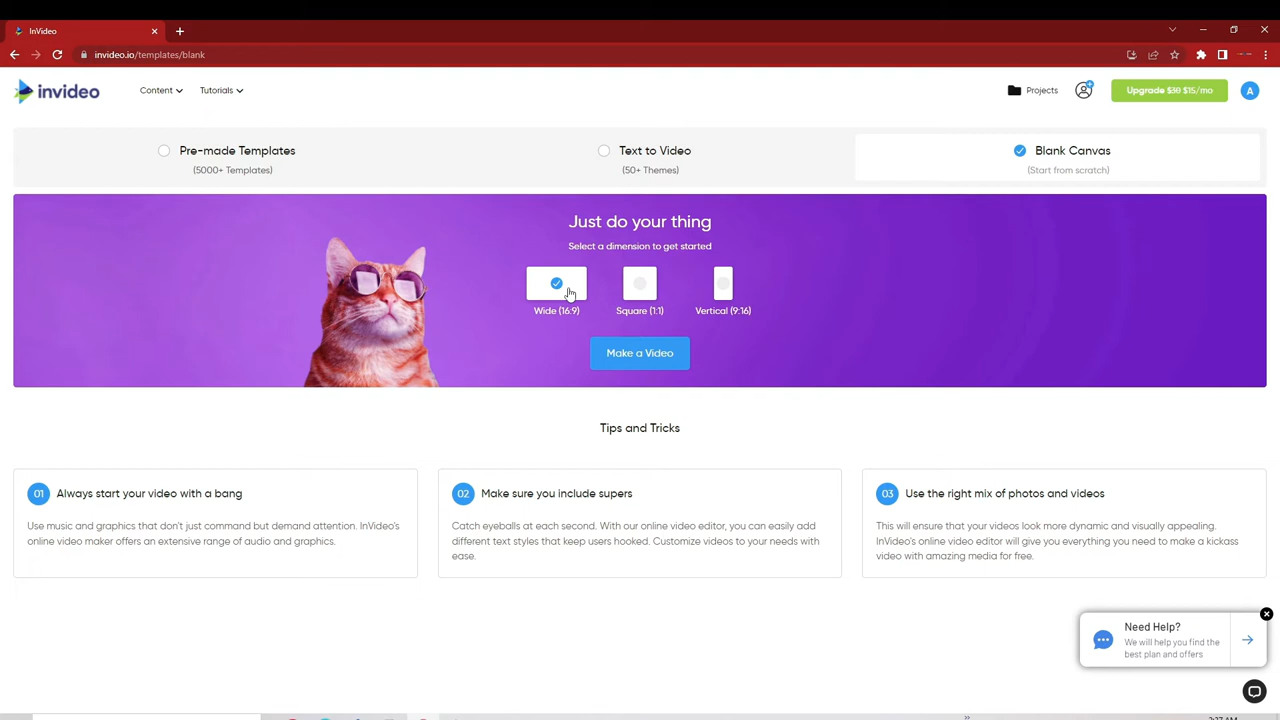 InVideo
invideo.io/templates/blank
invideo
Content
Tutorials
Projects
Upgrade $30 $15/mo
A
Pre-made Templates
(5000+ Templates)
Text to Video
(50+ Themes)
Blank Canvas
(Start from scratch)
Just do your thing
Select a dimension to get started
Wide (16:9)
Square (1:1)
Vertical (9:16)
Make a Video
Tips and Tricks
01 Always start your video with a bang
Use music and graphics that don't just command but demand attention. InVideo's
online video maker offers an extensive range of audio and graphics.
02 Make sure you include supers
Catch eyeballs at each second. With our online video editor, you can easily add
different text styles that keep users hooked. Customize videos to your needs with
ease.
03 Use the right mix of photos and videos
This will ensure that your videos look more dynamic and visually appealing.
InVideo's online video editor will give you everything you need to make a kickass
video with amazing media for free.
Need Help?
We will help you find the
best plan and offers